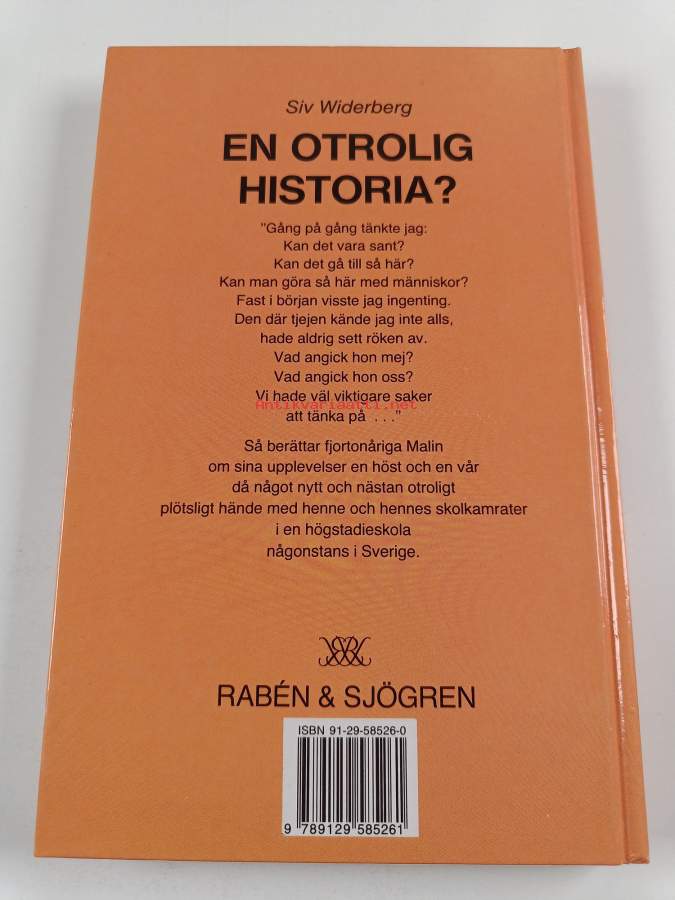 Siv Widerberg
EN OTROLIG
HISTORIA?
”Gång på gång tänkte jag:
Kan det vara sant?
Kan det gå till så här?
Kan man göra så här med människor?
Fast i början visste jag ingenting.
Den där tjejen kände jag inte alls,
hade aldrig sett röken av.
Vad angick hon mej?
Vad angick hon oss?
Vi hade väl viktigare saker
Antikvariaatti.net
att tänka på . . .”
Så berättar fjortonåriga Malin
om sina upplevelser en höst och en vår
då något nytt och nästan otroligt
plötsligt hände med henne och hennes skolkamrater
i en högstadieskola
någonstans i Sverige.
RABÉN & SJÖGREN
ISBN 91-29-58526-0
9 789129 585261